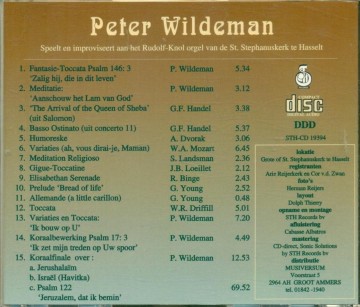 Peter Wildeman
Speelt en improviseert aan het Rudolf-Knol orgel van de St. Stephanuskerk te Hasselt
1. Fantasie-Toccata Psalm 146: 3 P. Wildeman 5.34
'Zalig hij, die in dit leven'
2. Meditatie: P. Wildeman 3.12
'Aanschouw het Lam van God'
3. 'The Arrival of the Queen of Sheba' G.F. Handel 3.38
(uit Salomon)
4. Basso Ostinato (uit concerto 11) G.F. Handel 5.37
5. Humoreske A. Dvorak 3.06
6. Variaties (ah, vous dirai-je, Maman) W.A. Mozart 6.45
7. Meditation Religioso S. Landsman 2.36
8. Gigue-Toccatine J.B. Loeillet 2.12
9. Elisabethan Serenade R. Binge 2.43
10. Prelude 'Bread of life' G. Young 2.52
11. Allemande (a little carillon) G. Young 0.48
12. Toccata W.R. Driffill 5.01
13. Variaties en Toccata: P. Wildeman 7.20
'Ik bouw op U'
14. Koraalbewerking Psalm 17: 3 P. Wildeman 4.49
'Ik zet mijn treden op Uw spoor'
15. Koraalfinale over : P. Wildeman 12.49
a. Jerushalaïm
b. Israël (Havitka)
c. Psalm 122 69.52
'Jeruzalem, dat ik bemin'
COMPACT
disc
DIGITAL AUDIO
DDD
STH-CD 19394
lokatie
Grote of St. Stephanuskerk te Hasselt
registranten
Arie Reijerkerk en Cor v.d. Zwan
foto's
Herman Reijers
layout
Dolph Thierry
opname en montage
STH Records bv
afluistering
Cabasse Albatros
mastering
CD-direct, Sonic Solutions
by STH Records bv
distributie
MUSIVERSUM
Voorstraat 5
2964 AH GROOT AMMERS
tel. 01842 -1940